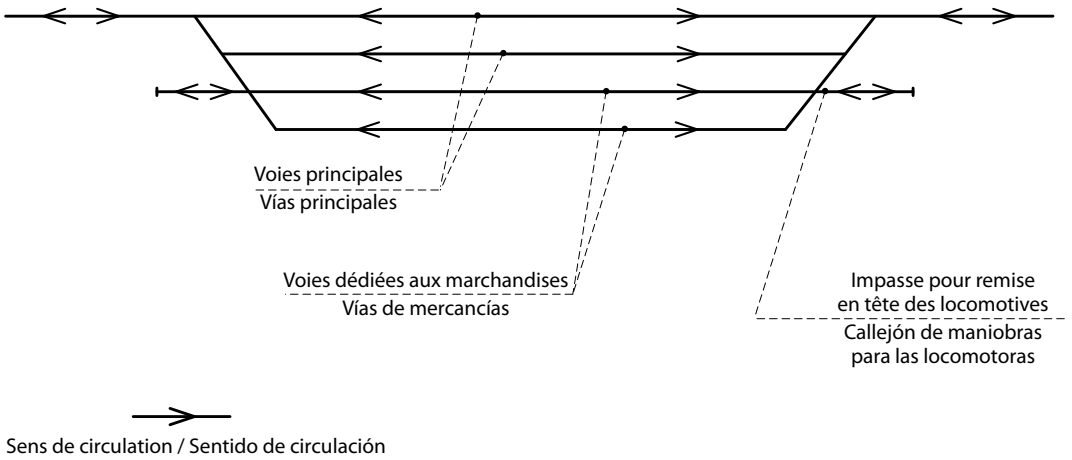 Voies principales
Vías principales
Voies dédiées aux marchandises
Vías de mercancías
Impasse pour remise
en tête des locomotives
Callejón de maniobras
para las locomotoras
Sens de circulation / Sentido de circulación